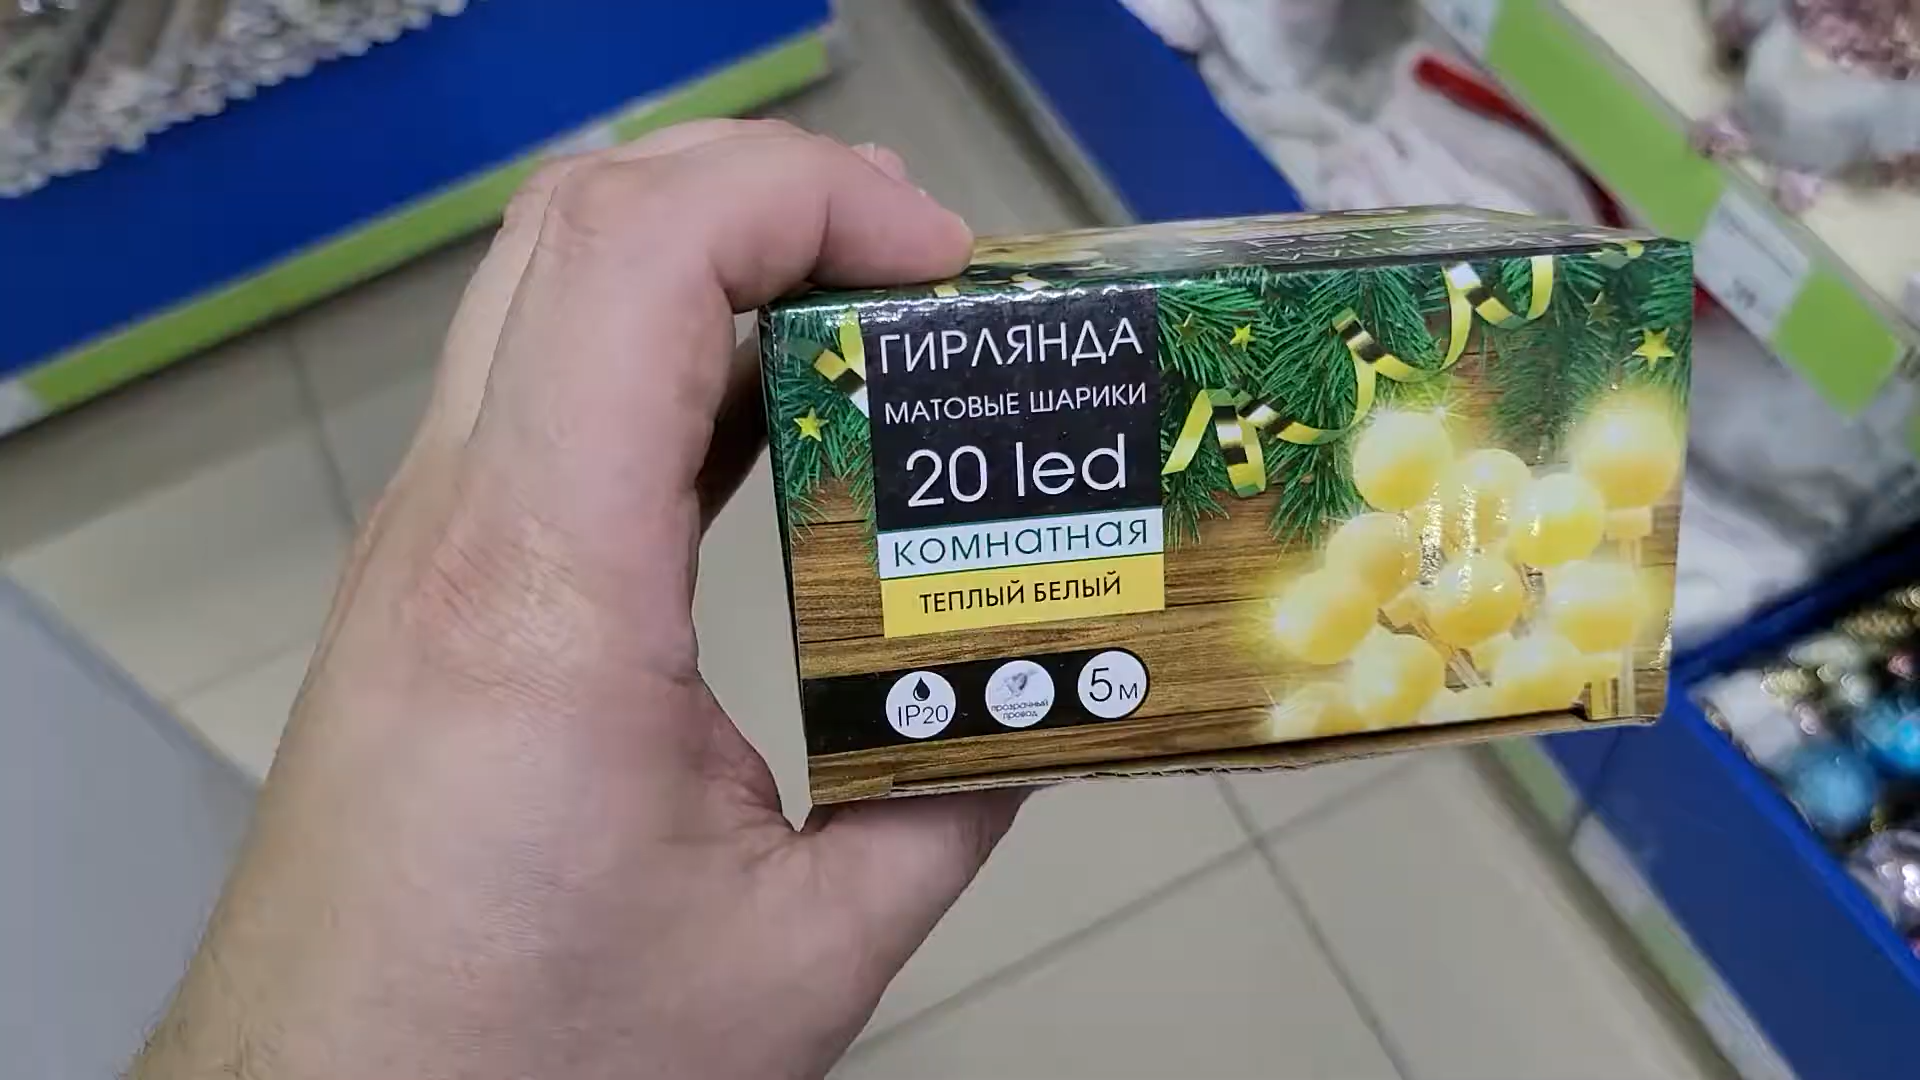 ГИРЛЯНДА
МАТОВЫЕ ШАРИКИ
20 led
комнатная
ТЕПЛЫЙ БЕЛЫЙ
IP20
прозрачный
провод
5м